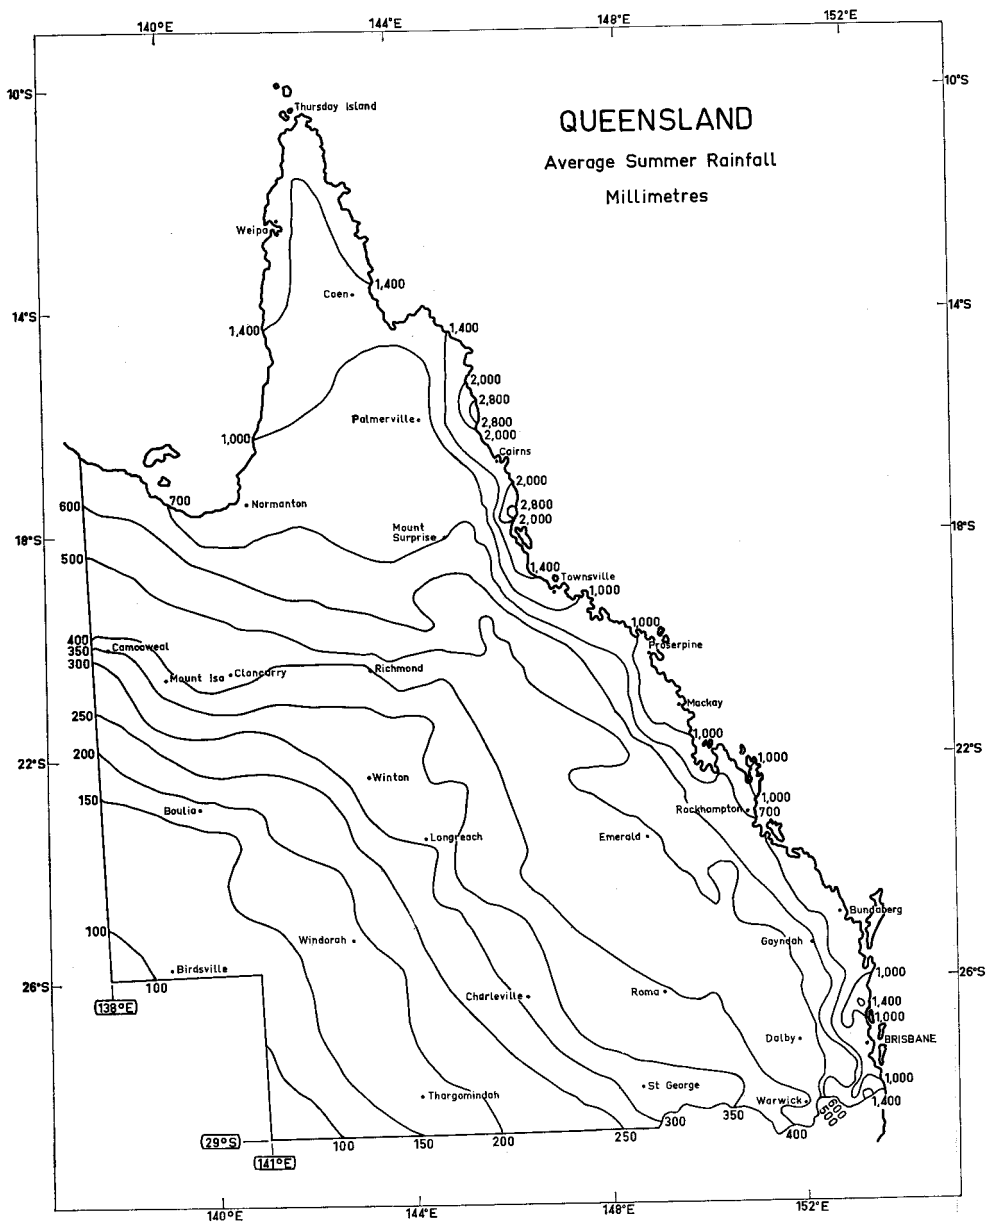 140°E
144°E
148°E
152°E
10°S
10°S
Thursday Island
QUEENSLAND
Average Summer Rainfall
Millimetres
Weipa
1,400
Coen
14°S
14°S
1,400
1,400
2,000
2,800
Palmerville
2,800
2,000
1,000
Cairns
2,000
700
Normanton
2,800
600
2,000
18°S
Mount
Surprise
18°S
500
1,400
Townsville
1,000
1,000
400
Camooweal
Proserpine
350
300
Mount Isa
Cloncurry
Richmond
Mackay
250
1,000
22°S
200
1,000
22°S
Winton
150
Boulia
1,000
Rockhampton
700
Longreach
Emerald
Bundaberg
100
Windorah
Gayndah
Birdsville
1,000
26°S
26°S
100
138°E
Charleville
Roma
1,400
1,000
Dalby
BRISBANE
St George
1,000
Thargomindah
Warwick
1,400
600
500
350
300
400
29°S
100
150
200
250
141°E
140°E
144°E
148°E
152°E